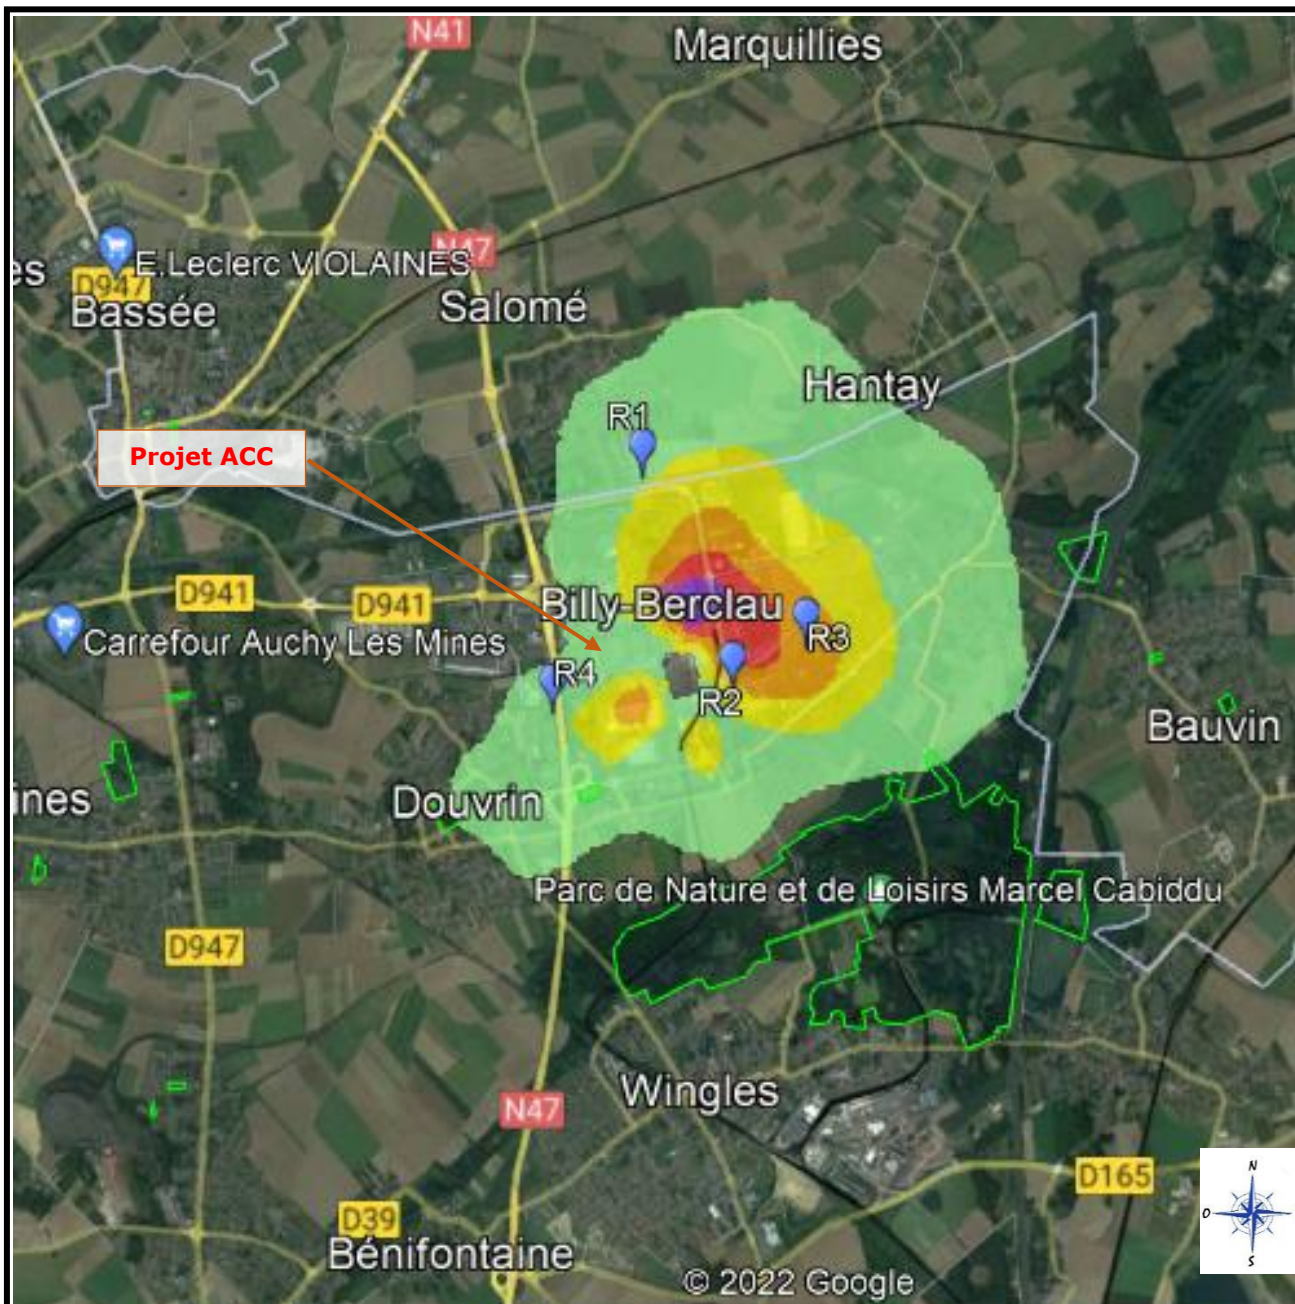 N41
Marquillies
N47
E.Leclerc VIOLAINES
es
D947
Bassée
Salomé
Hantay
R1
Projet ACC
D941
D941
Billy-Berclau
R3
Carrefour Auchy Les Mines
R4
R2
Bauvin
ines
Douvrin
Parc de Nature et de Loisirs Marcel Cabiddu
D947
Wingles
N47
D165
N
O
S
D39
Bénifontaine
© 2022 Google